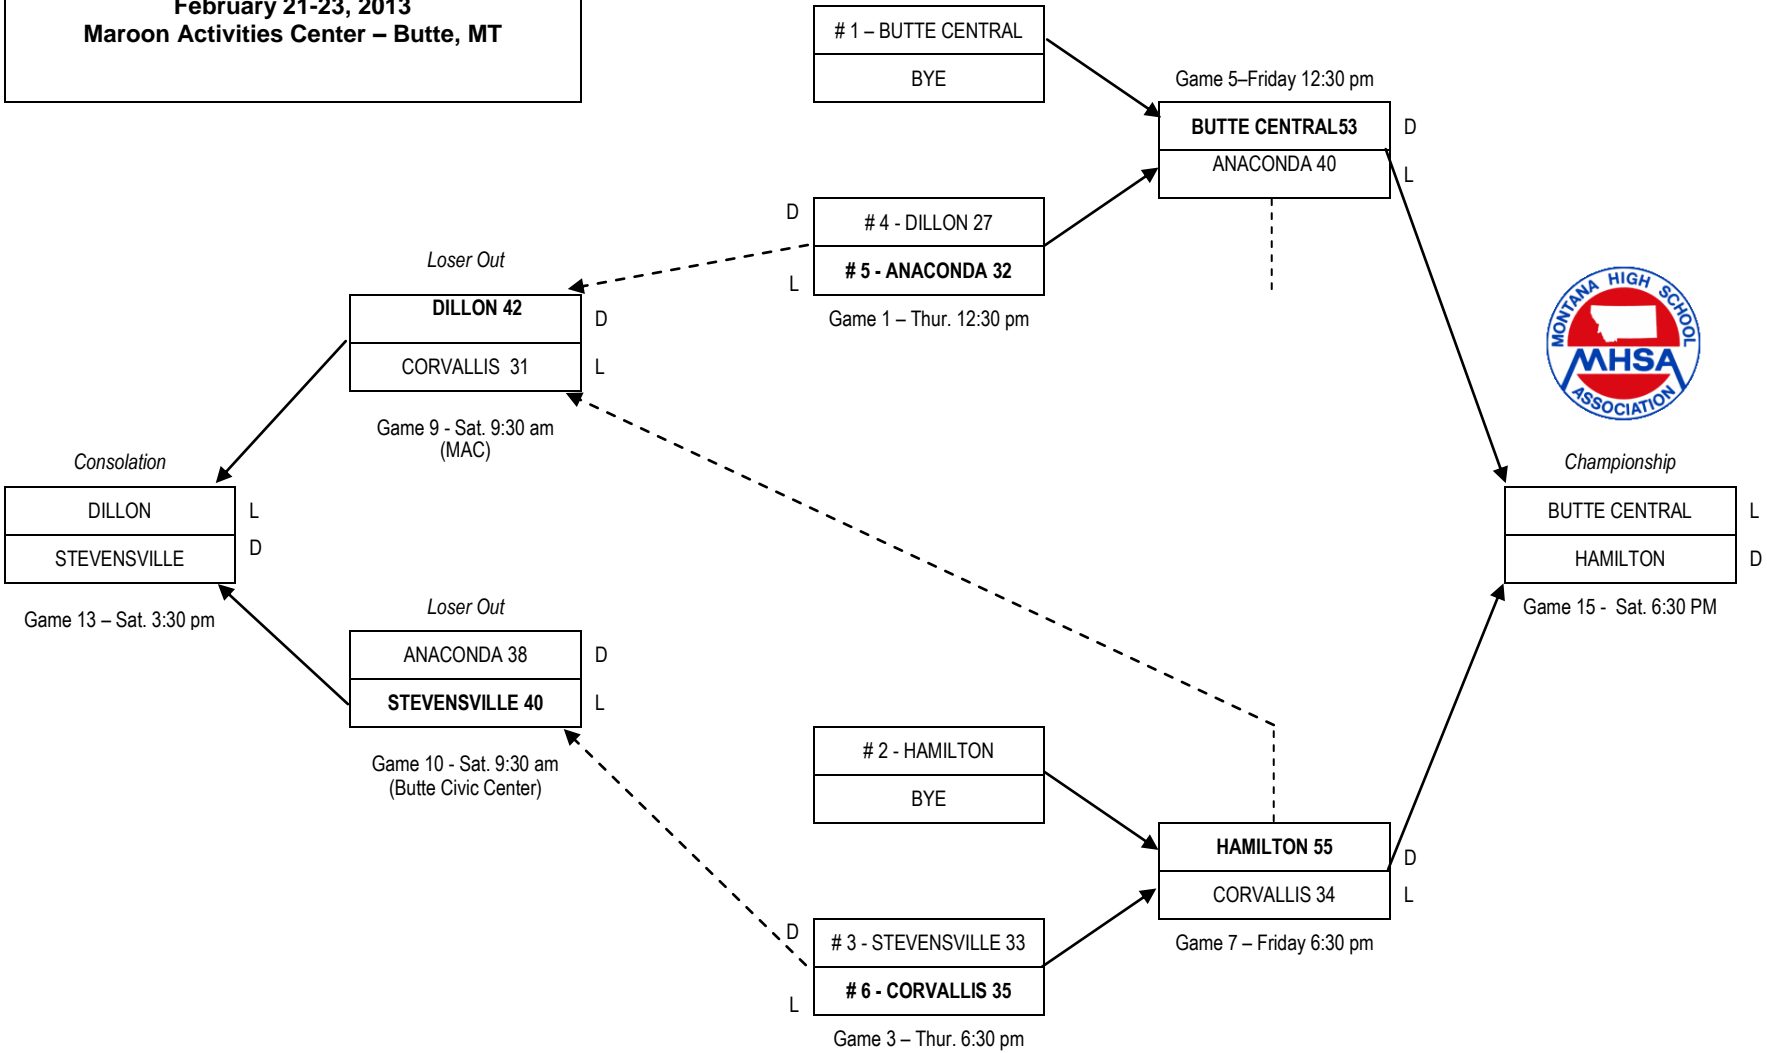 February 21-23, 2013
Maroon Activities Center – Butte, MT
# 1 – BUTTE CENTRAL
BYE
Game 5–Friday 12:30 pm
BUTTE CENTRAL53
D
ANACONDA 40
L
D
# 4 - DILLON 27
L
# 5 - ANACONDA 32
Game 1 – Thur. 12:30 pm
Loser Out
DILLON 42
D
CORVALLIS 31
L
Game 9 - Sat. 9:30 am
(MAC)
MONTANA HIGH SCHOOL
MHSA
ASSOCIATION
Consolation
DILLON
L
STEVENSVILLE
D
Game 13 – Sat. 3:30 pm
Championship
BUTTE CENTRAL
L
HAMILTON
D
Game 15 - Sat. 6:30 PM
Loser Out
ANACONDA 38
D
STEVENSVILLE 40
L
Game 10 - Sat. 9:30 am
(Butte Civic Center)
# 2 - HAMILTON
BYE
HAMILTON 55
D
CORVALLIS 34
L
Game 7 – Friday 6:30 pm
D
# 3 - STEVENSVILLE 33
L
# 6 - CORVALLIS 35
Game 3 – Thur. 6:30 pm